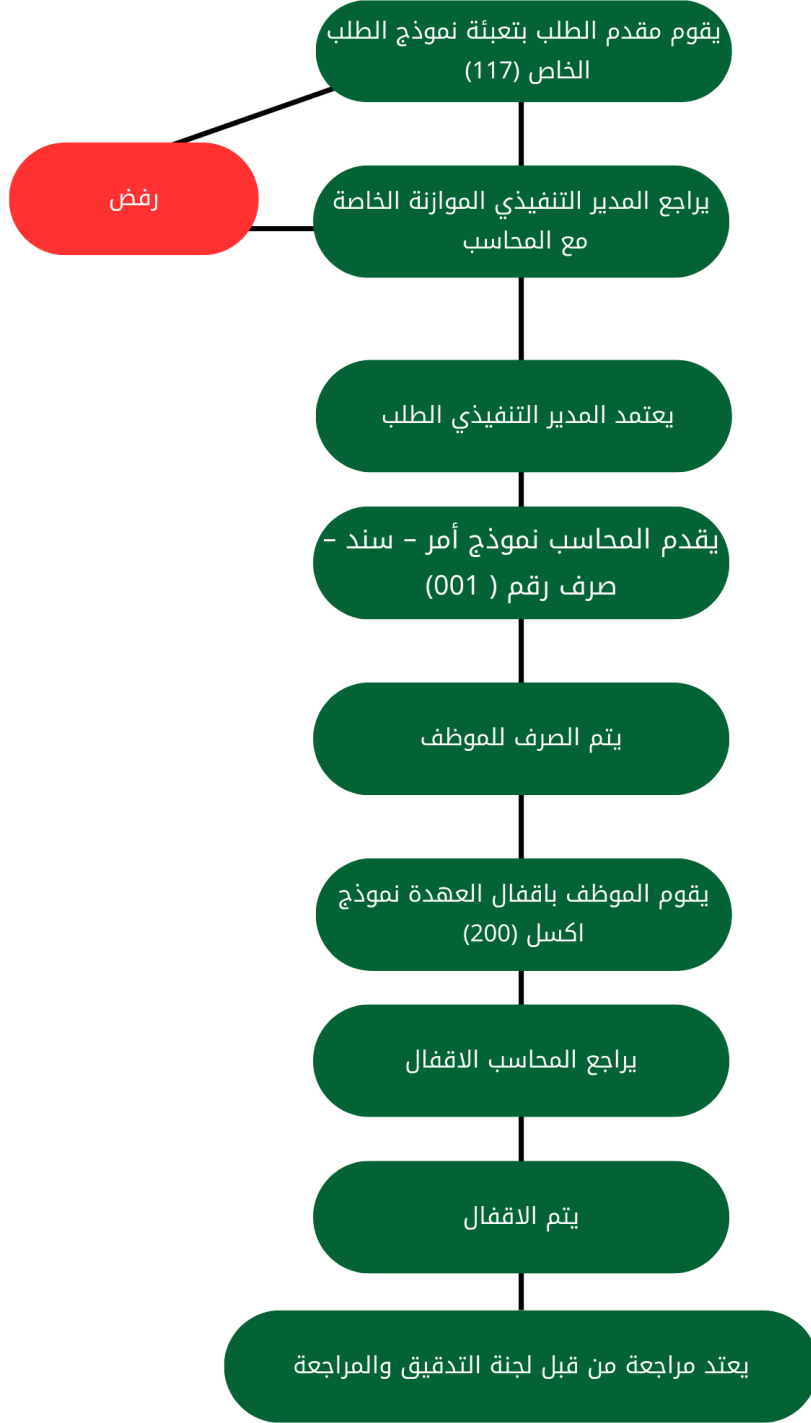 يقوم مقدم الطلب بتعبئة نموذج الطلب
الخاص (117)
رفض
يراجع المدير التنفيذي الموازنة الخاصة
مع المحاسب
يعتمد المدير التنفيذي الطلب
يقدم المحاسب نموذج أمر – سند –
صرف رقم ( 001)
يتم الصرف للموظف
يقوم الموظف باقفال العهدة نموذج
اكسل (200)
يراجع المحاسب الاقفال
يتم الاقفال
يعتد مراجعة من قبل لجنة التدقيق والمراجعة